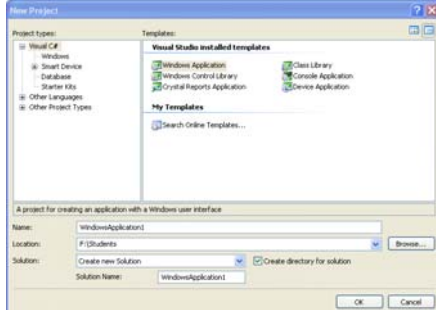 New Project
Project types:
Templates:
Visual C#
Windows
Smart Device
Database
Starter Kits
Other Languages
Other Project Types
Visual Studio installed templates
Windows Application
Class Library
Windows Control Library
Console Application
Crystal Reports Application
Device Application
My Templates
Search Online Templates...
A project for creating an application with a Windows user interface
Name:
WindowsApplication1
Location:
F:\Students
Browse...
Solution:
Create new Solution
Create directory for solution
Solution Name:
WindowsApplication1
OK
Cancel